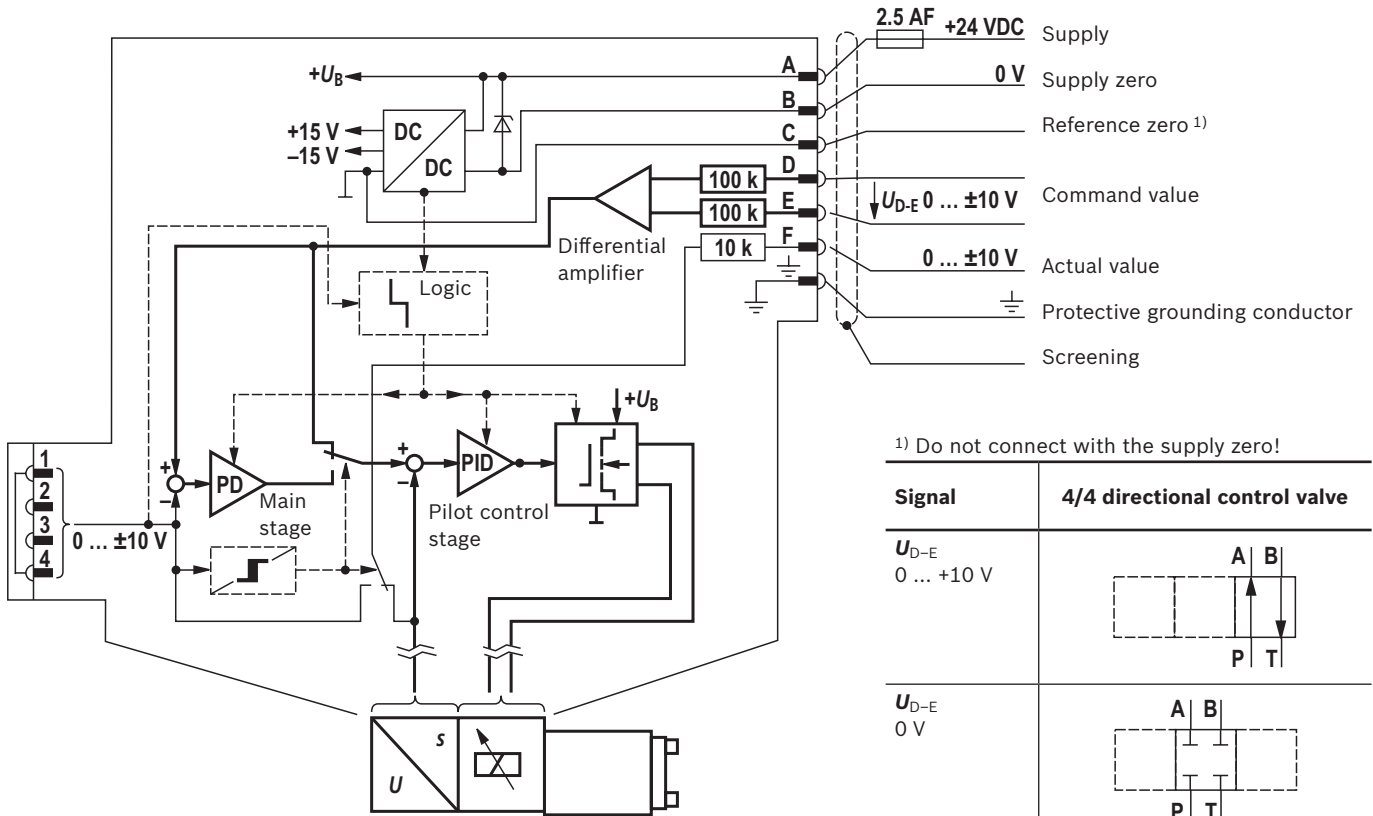 2.5 AF
+24 VDC
Supply
+UB
A
0 V
Supply zero
B
+15 V
DC
C
Reference zero 1)
–15 V
DC
100 k
D
Command value
100 k
E
UD-E 0 ... ±10 V
Differential
amplifier
10 k
F
0 ... ±10 V
Actual value
Logic
Protective grounding conductor
Screening
+UB
1
2
3
4
0 ... ±10 V
+
–
PD
Main
stage
+
–
PID
Pilot control
stage
s
U
1) Do not connect with the supply zero!
Signal
4/4 directional control valve
UD–E
0 ... +10 V
A B
P T
UD–E
0 V
A B
P T